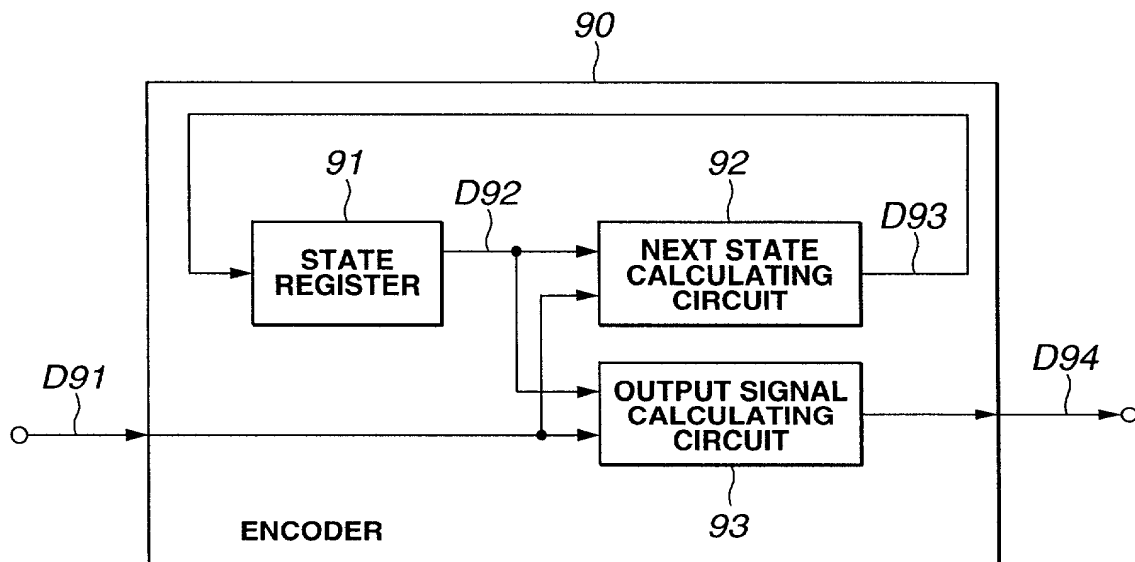 90
91
92
D92
D93
STATE
REGISTER
NEXT STATE
CALCULATING
CIRCUIT
D91
D94
OUTPUT SIGNAL
CALCULATING
CIRCUIT
93
ENCODER